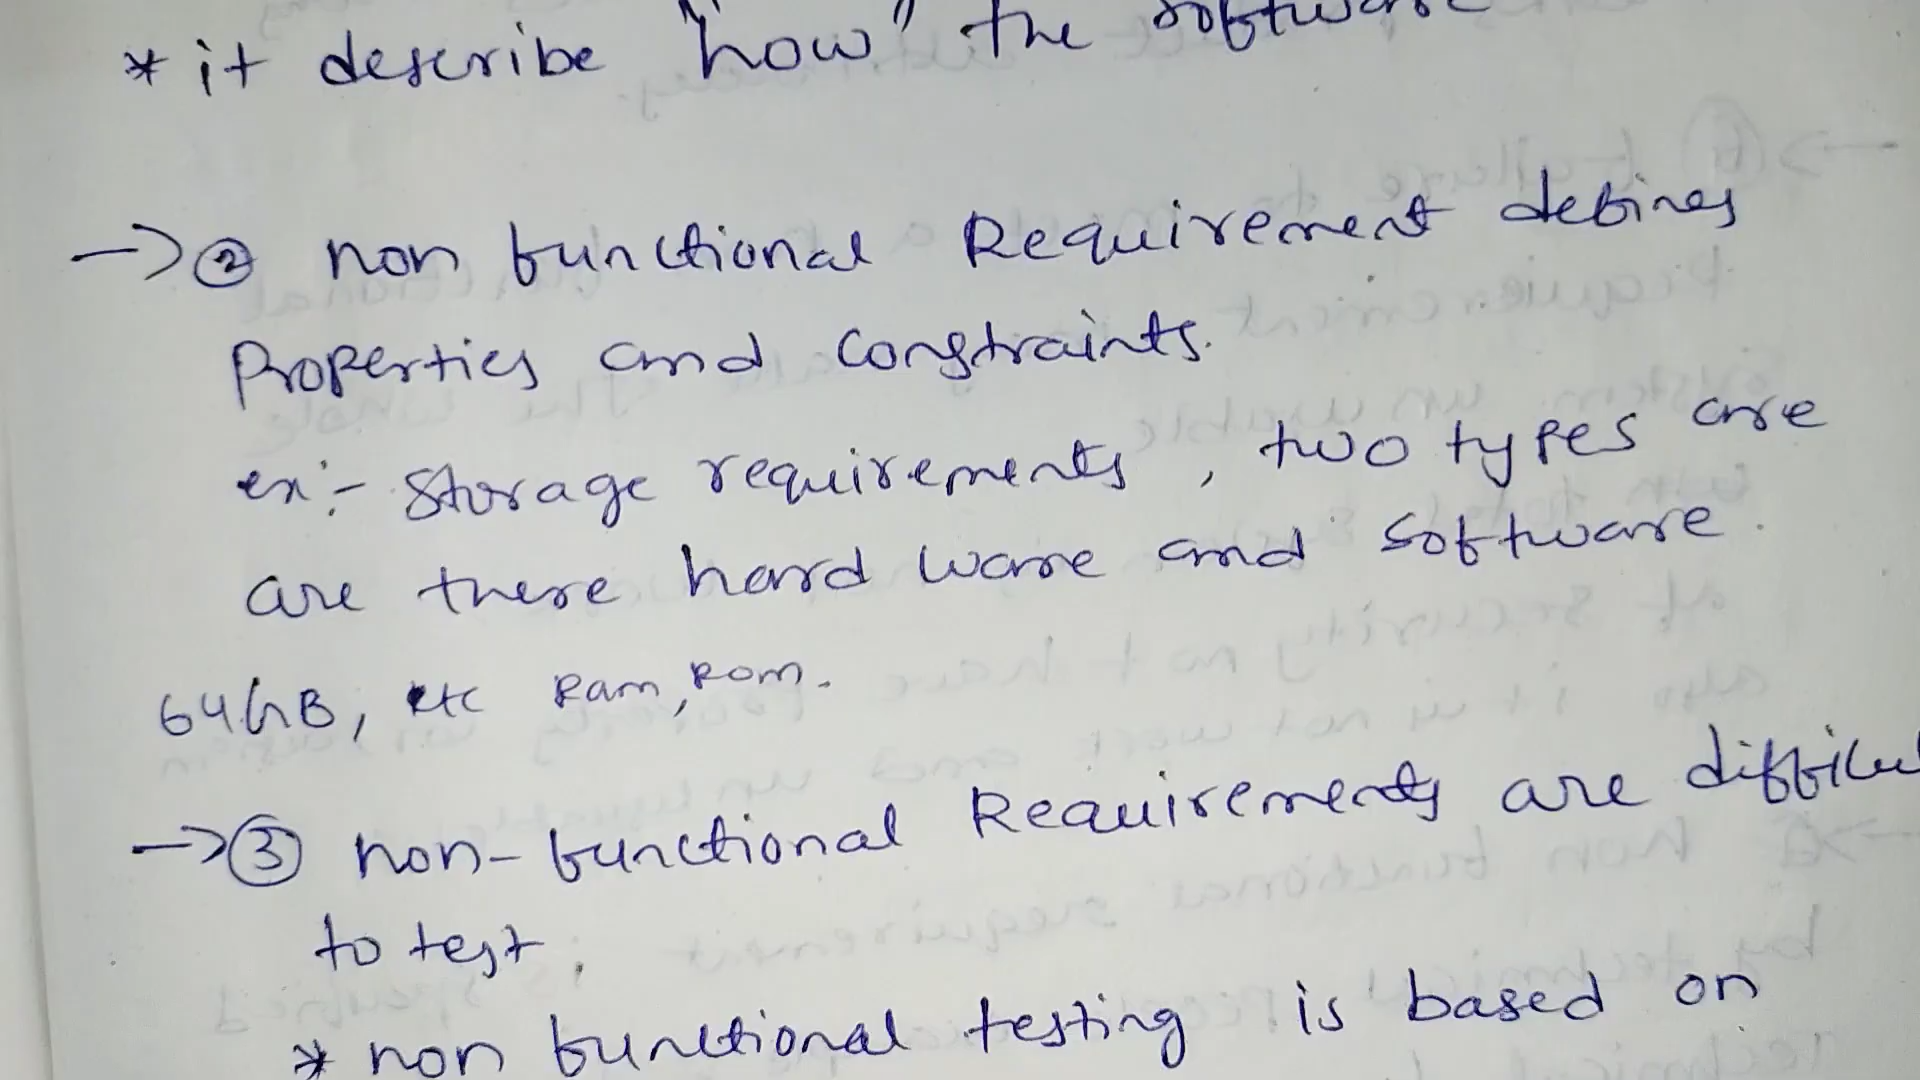 * it describe "how" the software
→ ② non functional Requirement defines
Properties and constraints.
ex:- Storage requirements, two types are
are there hard ware and software.
64GB, etc Ram, Rom.
→ ③ non-functional Requirements are difficul
to test.
* non functional testing is based on